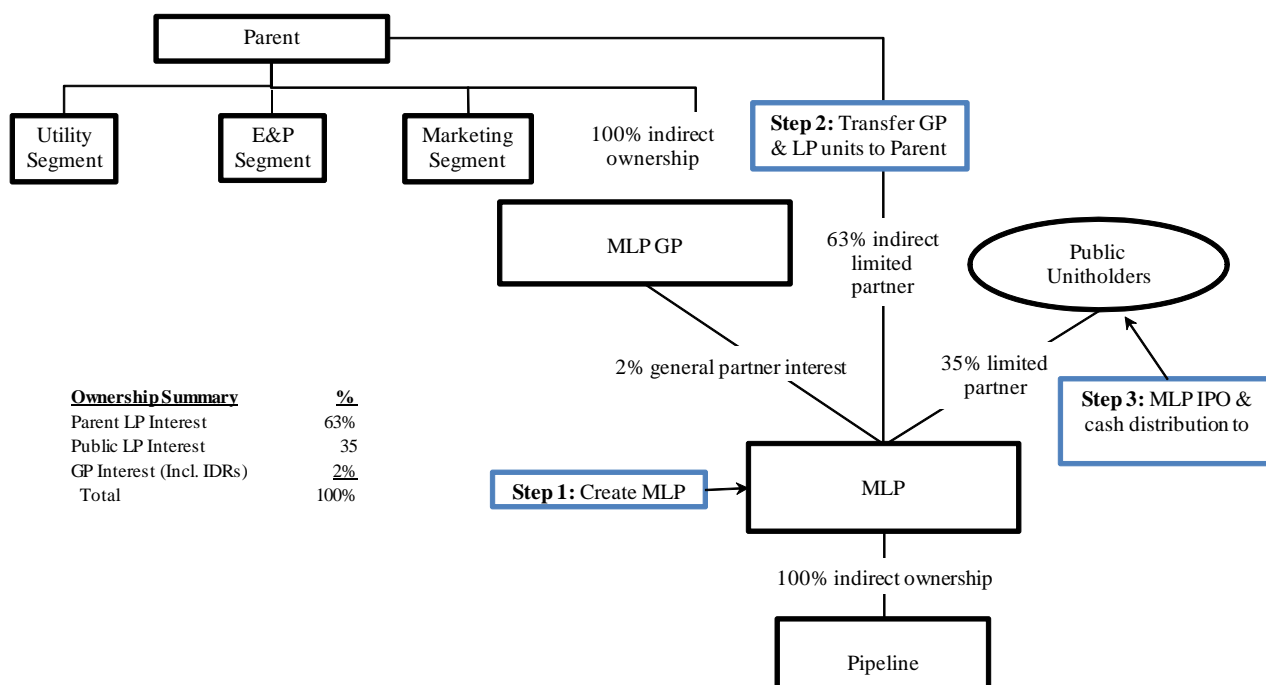 Parent
Utility
Segment
E&P
Segment
Marketing
Segment
100% indirect
ownership
Step 2: Transfer GP
& LP units to Parent
MLP GP
63% indirect
limited
partner
Public
Unitholders
2% general partner interest
35% limited
partner
Ownership Summary %
Parent LP Interest 63%
Public LP Interest 35
GP Interest (Incl. IDRs) 2%
Total 100%
Step 3: MLP IPO &
cash distribution to
Step 1: Create MLP
MLP
100% indirect ownership
Pipeline